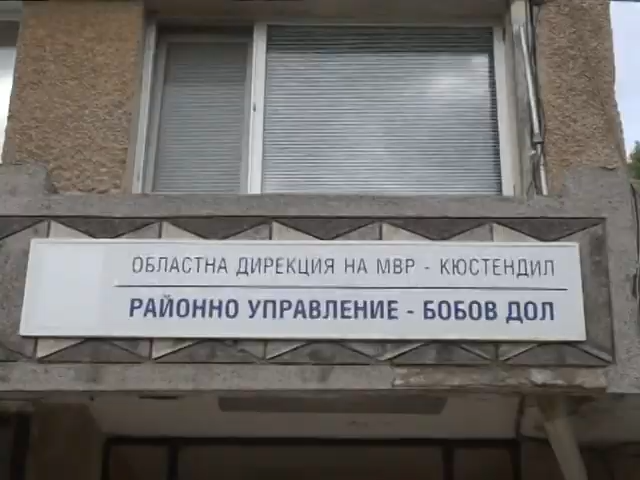 ОБЛАСТНА ДИРЕКЦИЯ НА МВР - КЮСТЕНДИЛ
РАЙОННО УПРАВЛЕНИЕ - БОБОВ ДОЛ